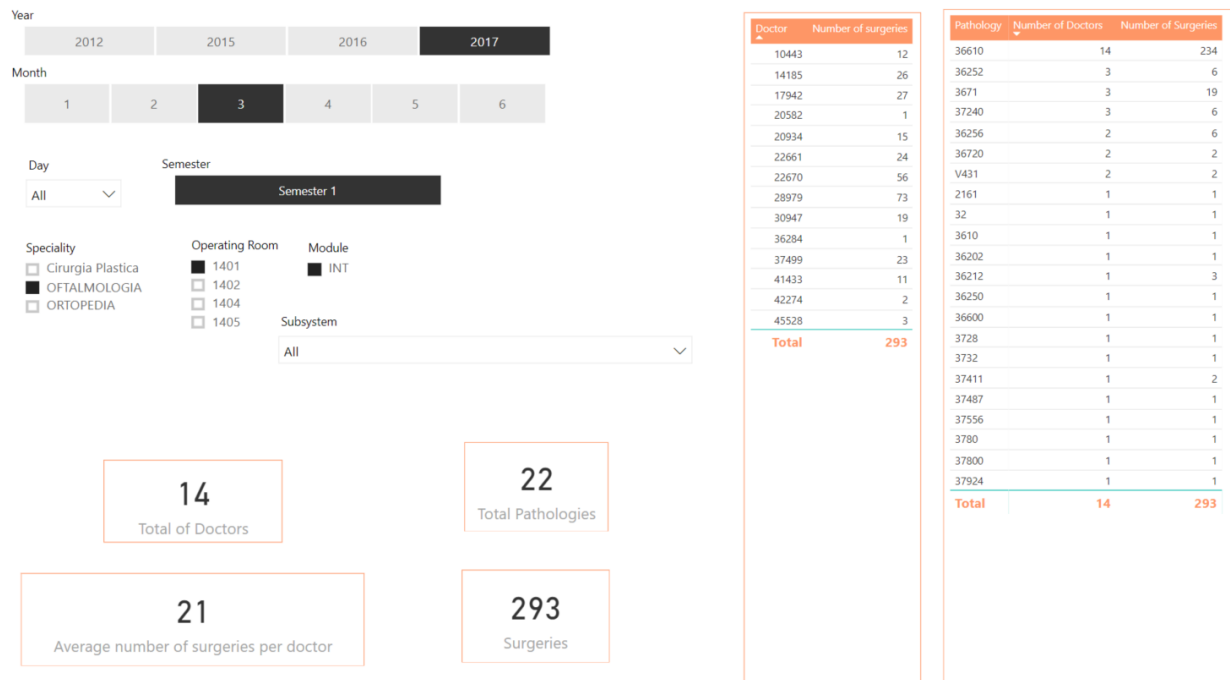 Year
2012 2015 2016 2017
Month
1 2 3 4 5 6
Day
All
Semester
Semester 1
Speciality
Cirurgia Plastica
OFTALMOLOGIA
ORTOPEDIA
Operating Room
1401
1402
1404
1405
Module
INT
Subsystem
All
14
Total of Doctors
22
Total Pathologies
21
Average number of surgeries per doctor
293
Surgeries
Doctor Number of surgeries
10443 12
14185 26
17942 27
20582 1
20934 15
22661 24
22670 56
28979 73
30947 19
36284 1
37499 23
41433 11
42274 2
45528 3
Total 293
Pathology Number of Doctors Number of Surgeries
36610 14 234
36252 3 6
3671 3 19
37240 3 6
36256 2 6
36720 2 2
V431 2 2
2161 1 1
32 1 1
3610 1 1
36202 1 1
36212 1 3
36250 1 1
36600 1 1
3728 1 1
3732 1 1
37411 1 2
37487 1 1
37556 1 1
3780 1 1
37800 1 1
37924 1 1
Total 14 293